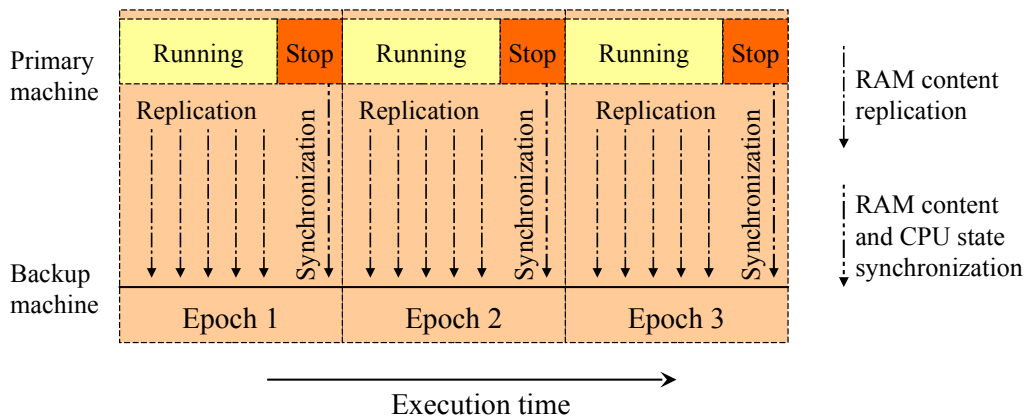 Primary
machine
Running
Stop
Running
Stop
Running
Stop
Replication
Synchronization
Replication
Synchronization
Replication
Synchronization
RAM content
replication
RAM content
and CPU state
synchronization
Backup
machine
Epoch 1
Epoch 2
Epoch 3
Execution time